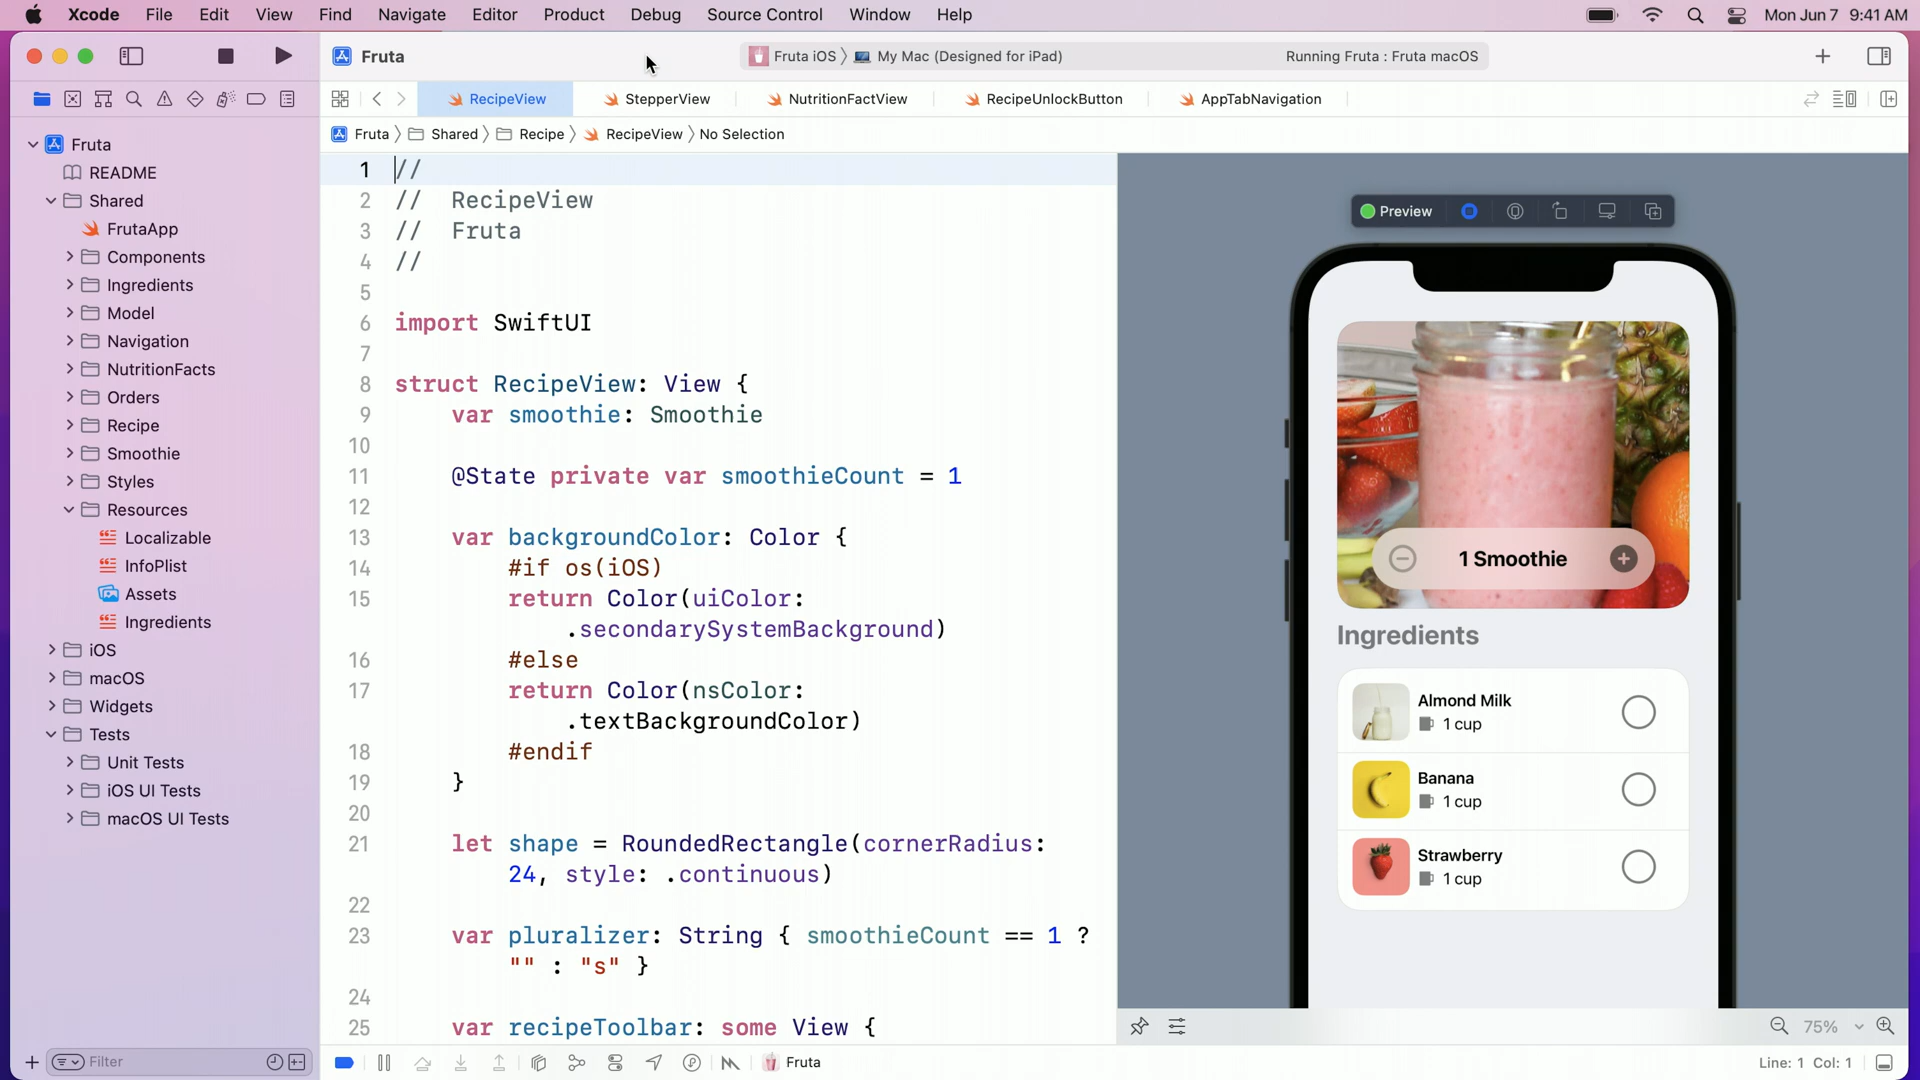 Xcode File Edit View Find Navigate Editor Product Debug Source Control Window Help Mon Jun 7 9:41 AM
Fruta Fruta iOS My Mac (Designed for iPad) Running Fruta : Fruta macOS
RecipeView StepperView NutritionFactView RecipeUnlockButton AppTabNavigation
Fruta Shared Recipe RecipeView No Selection
Fruta
README
Shared
FrutaApp
Components
Ingredients
Model
Navigation
NutritionFacts
Orders
Recipe
Smoothie
Styles
Resources
Localizable
InfoPlist
Assets
Ingredients
iOS
macOS
Widgets
Tests
Unit Tests
iOS UI Tests
macOS UI Tests
Filter
1 //
2 // RecipeView
3 // Fruta
4 //
5
6 import SwiftUI
7
8 struct RecipeView: View {
9 var smoothie: Smoothie
10
11 @State private var smoothieCount = 1
12
13 var backgroundColor: Color {
14 #if os(iOS)
15 return Color(uiColor:
.secondarySystemBackground)
16 #else
17 return Color(nsColor:
.textBackgroundColor)
18 #endif
19 }
20
21 let shape = RoundedRectangle(cornerRadius:
24, style: .continuous)
22
23 var pluralizer: String { smoothieCount == 1 ?
"" : "s" }
24
25 var recipeToolbar: some View {
Fruta
Preview
1 Smoothie
Ingredients
Almond Milk
1 cup
Banana
1 cup
Strawberry
1 cup
75%
Line: 1 Col: 1